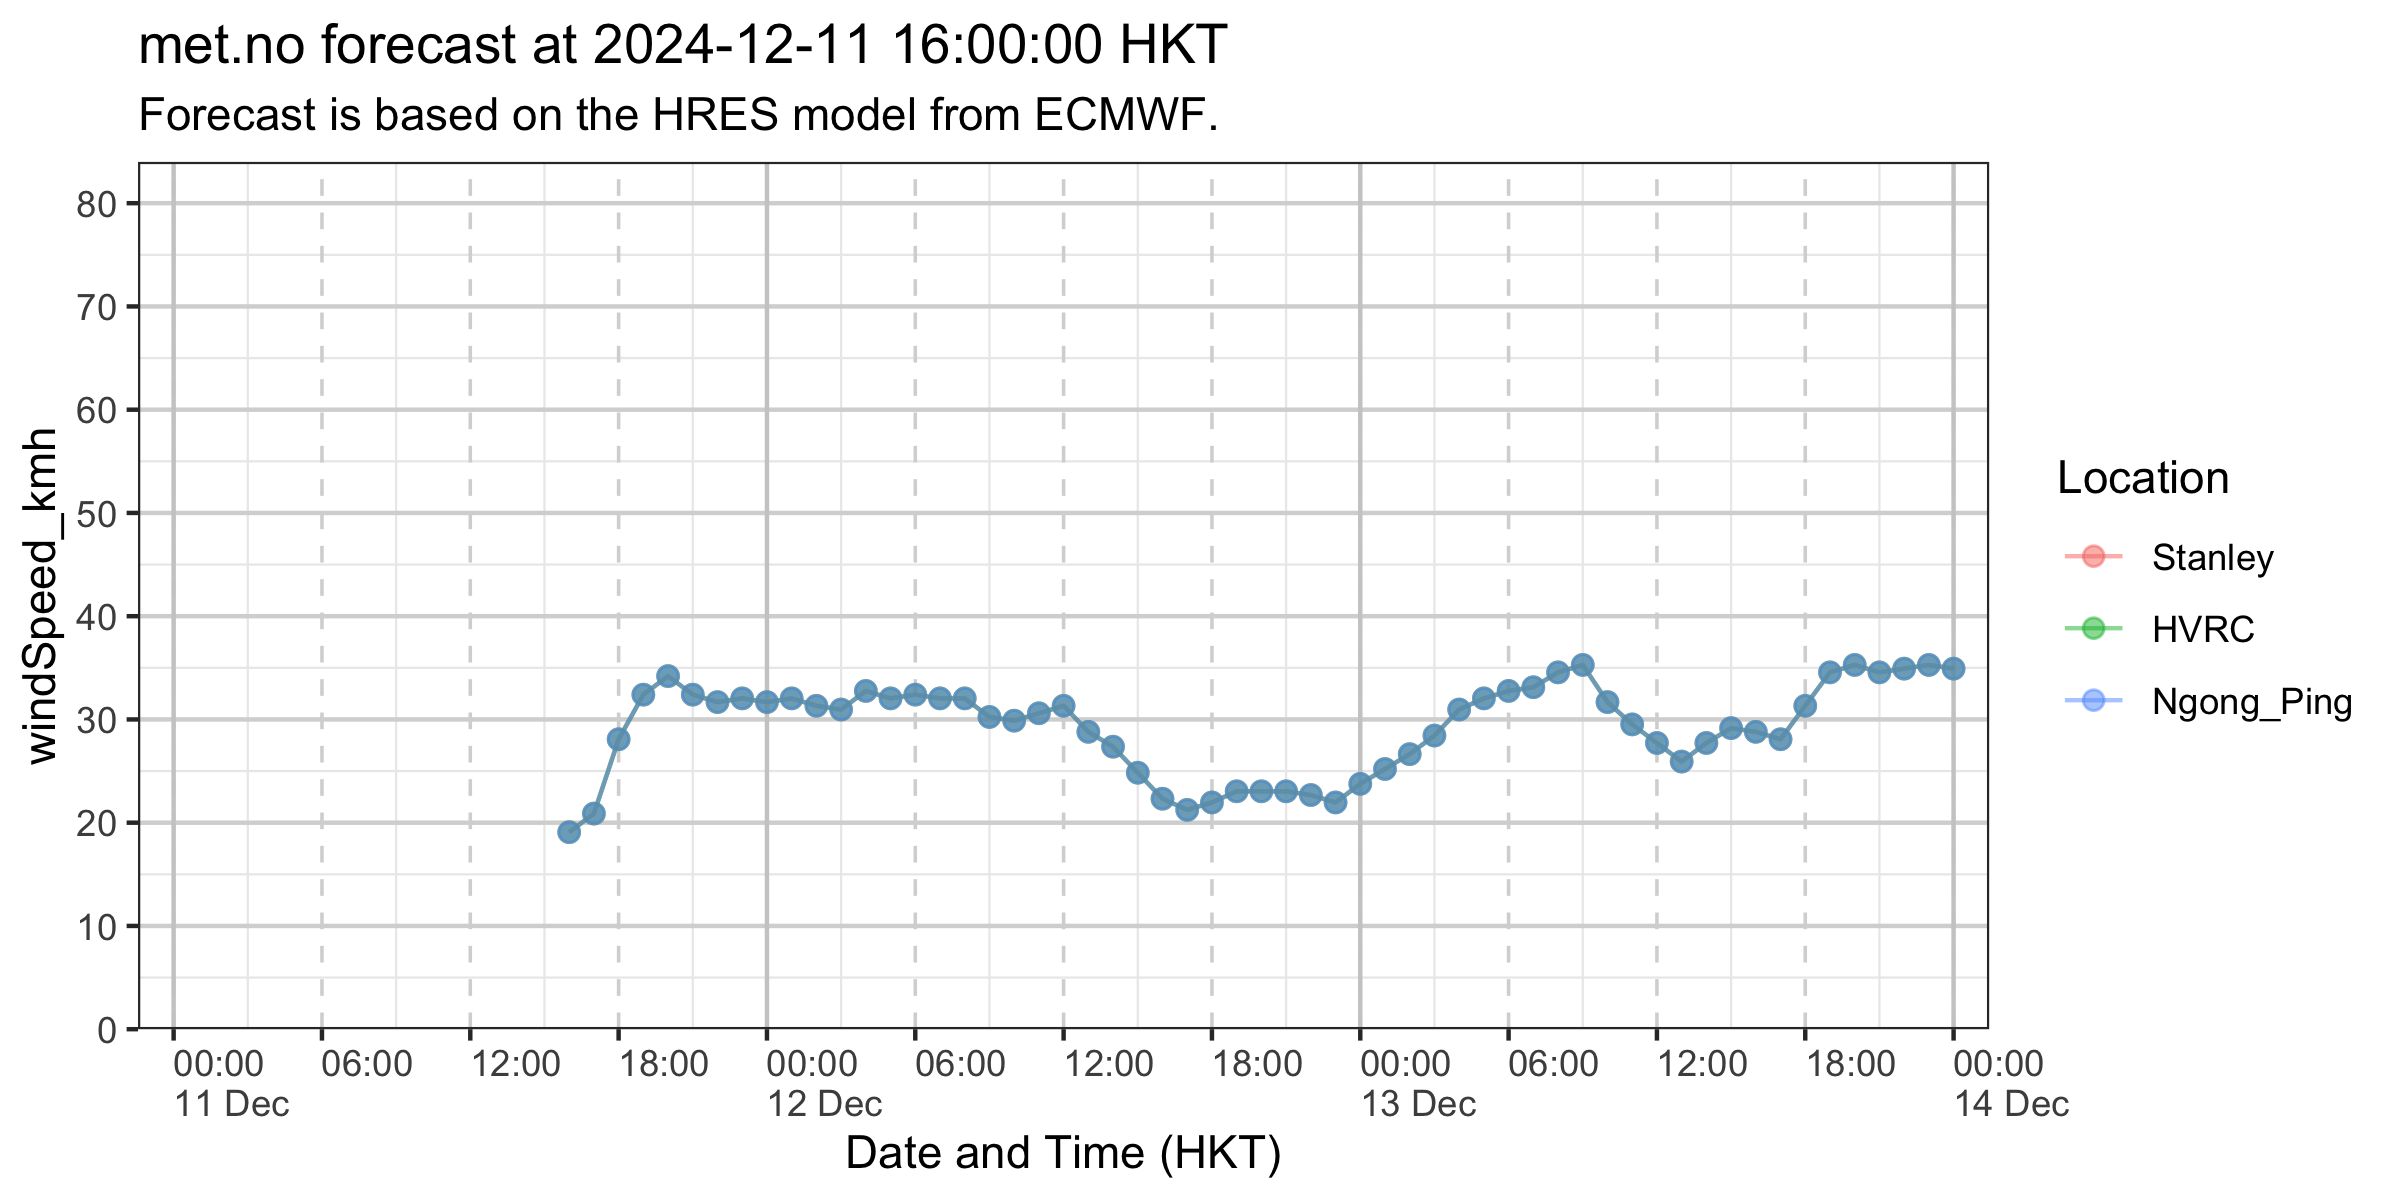 met.no forecast at 2024-12-11 16:00:00 HKT
Forecast is based on the HRES model from ECMWF.
windSpeed_kmh
80
70
60
50
40
30
20
10
0
00:00 06:00 12:00 18:00 00:00 06:00 12:00 18:00 00:00 06:00 12:00 18:00 00:00
11 Dec 12 Dec 13 Dec 14 Dec
Date and Time (HKT)
Location
Stanley
HVRC
Ngong_Ping